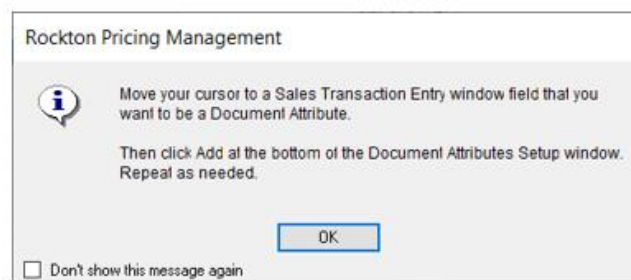 Rockton Pricing Management
Move your cursor to a Sales Transaction Entry window field that you
want to be a Document Attribute.
Then click Add at the bottom of the Document Attributes Setup window.
Repeat as needed.
OK
Don't show this message again